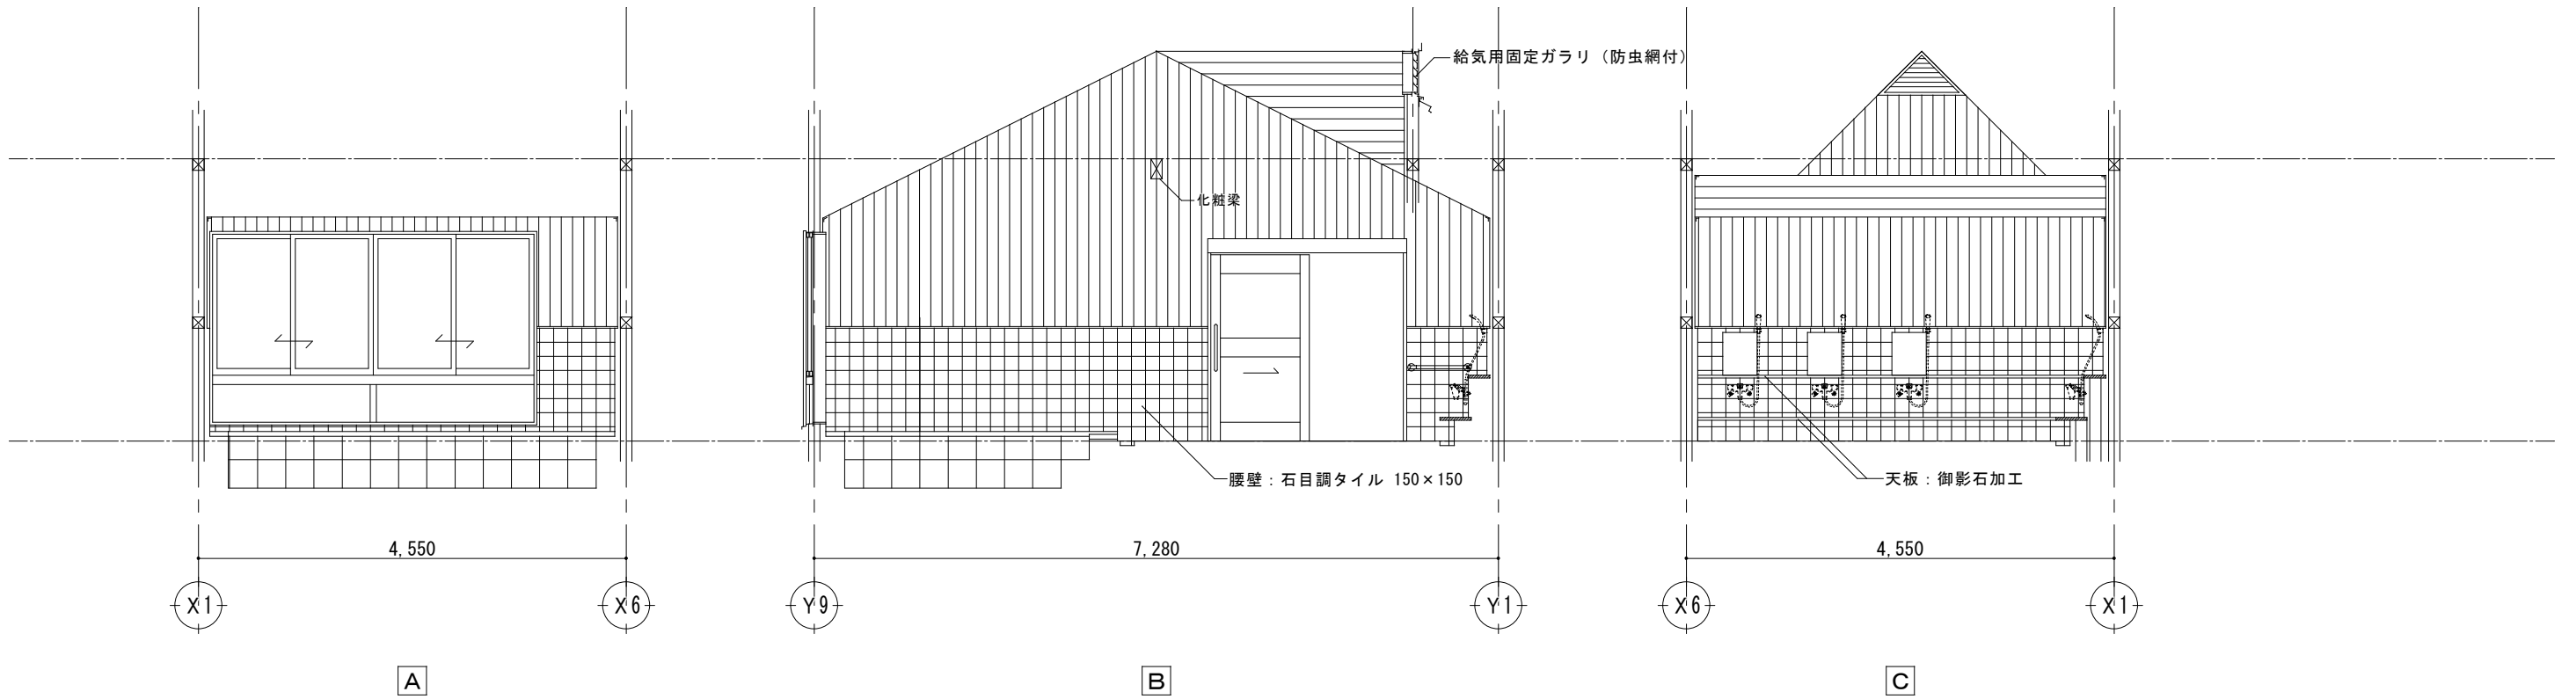 給気用固定ガラリ（防虫網付）
化粧梁
腰壁：石目調タイル 150×150
天板：御影石加工
4,550
7,280
4,550
X1
X6
Y9
Y1
X6
X1
A
B
C